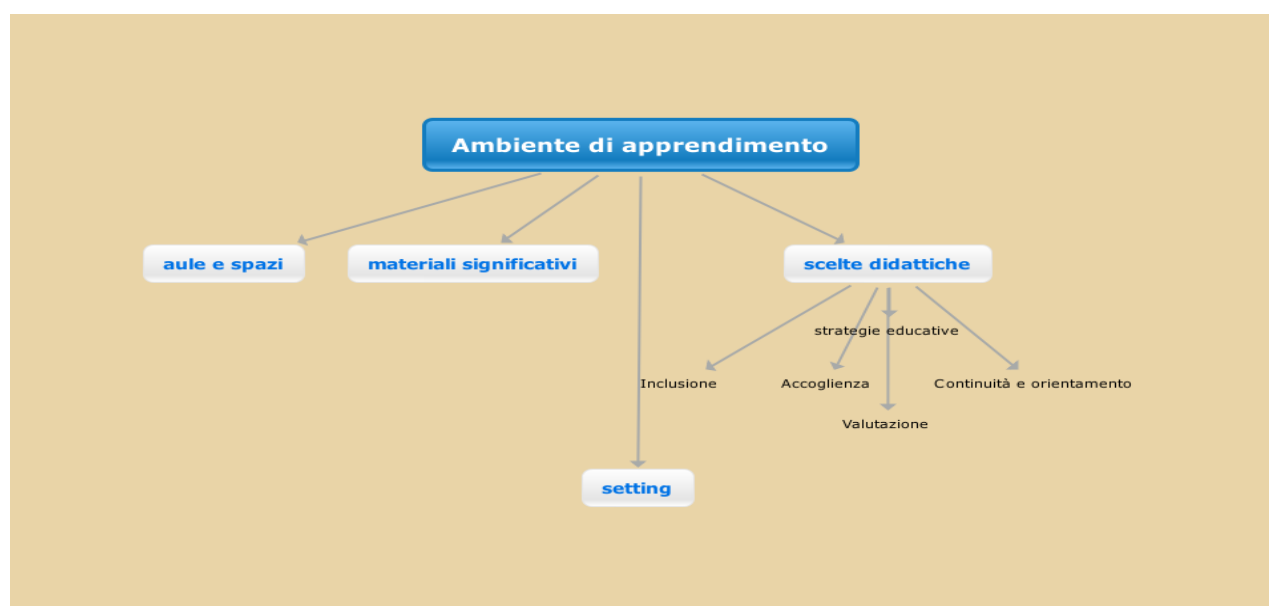 Ambiente di apprendimento
aule e spazi
materiali significativi
scelte didattiche
strategie educative
Inclusione
Accoglienza
Continuità e orientamento
Valutazione
setting